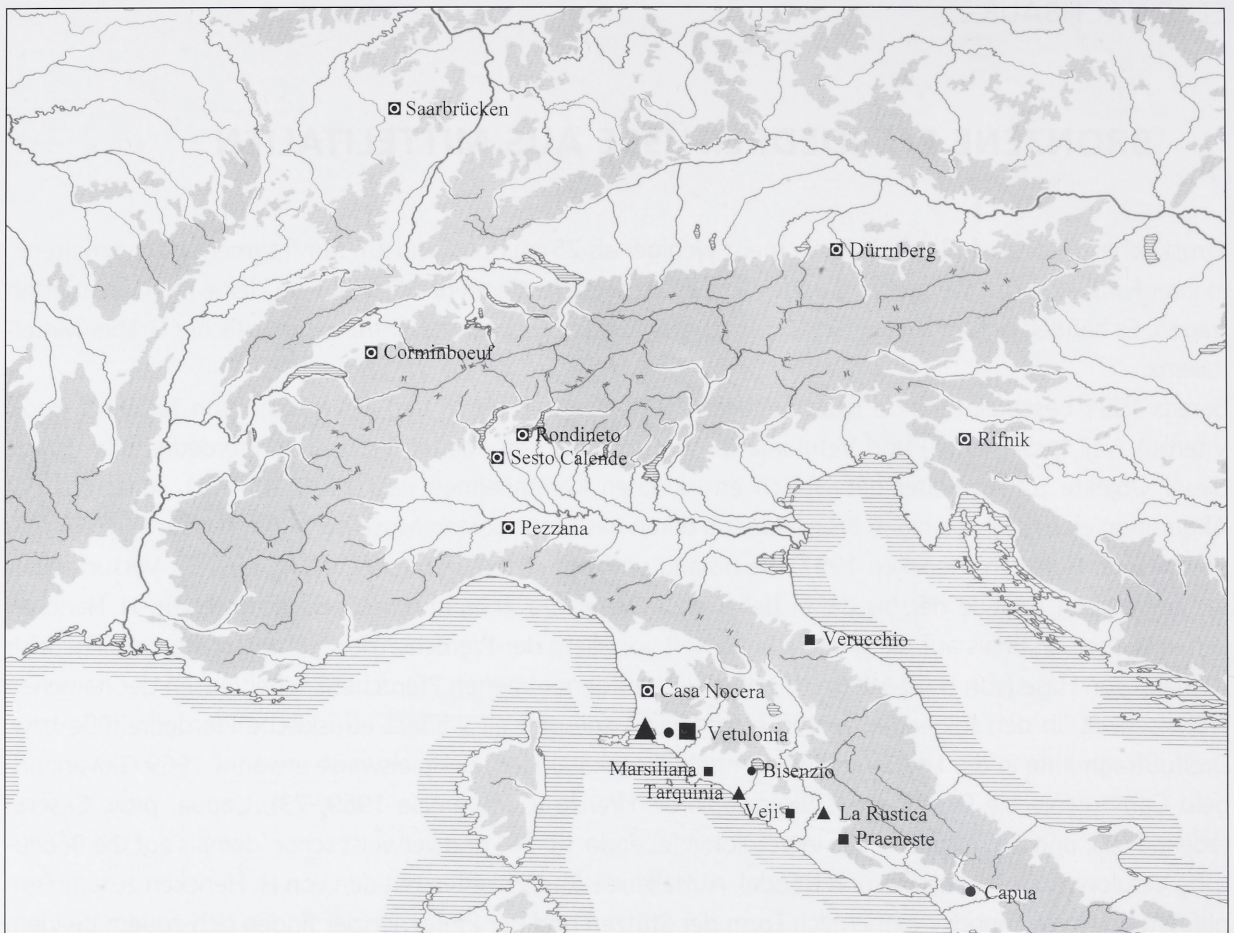 Saarbrücken
Dürrnberg
Corminboeuf
Rondineto
Rifnik
Sesto Calende
Pezzana
Verucchio
Casa Nocera
Vetulonia
Marsiliana
Bisenzio
Tarquinia
Veji
La Rustica
Praeneste
Capua